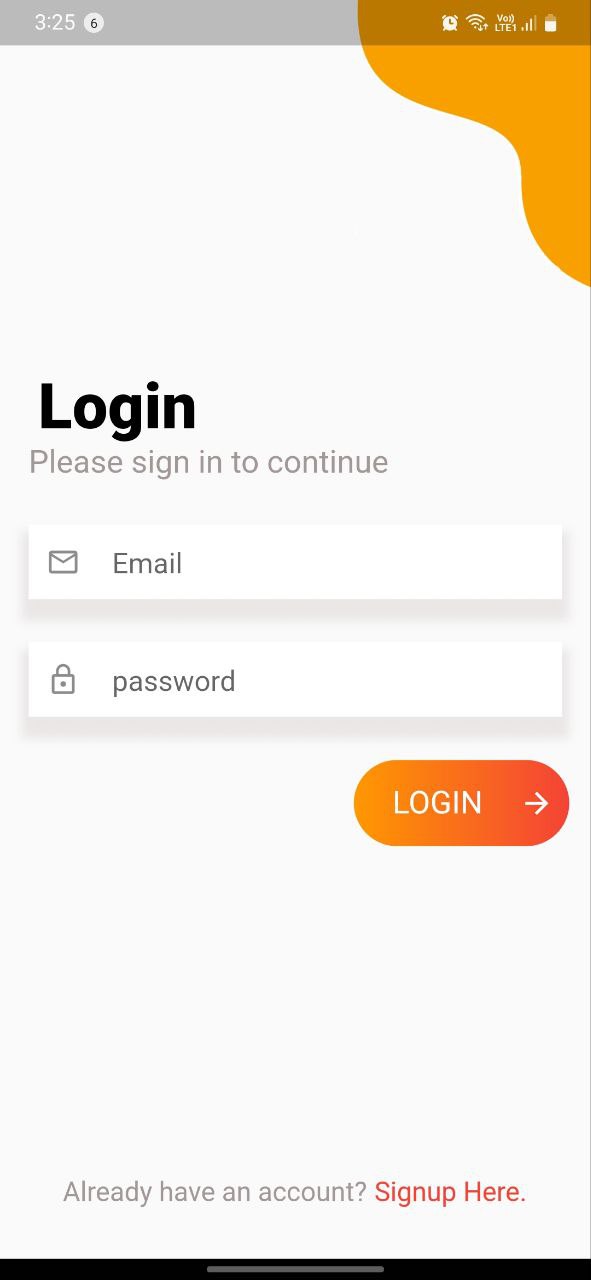 3:25 6 Vo)) LTE1
Login
Please sign in to continue
Email
password
LOGIN
Already have an account? Signup Here.